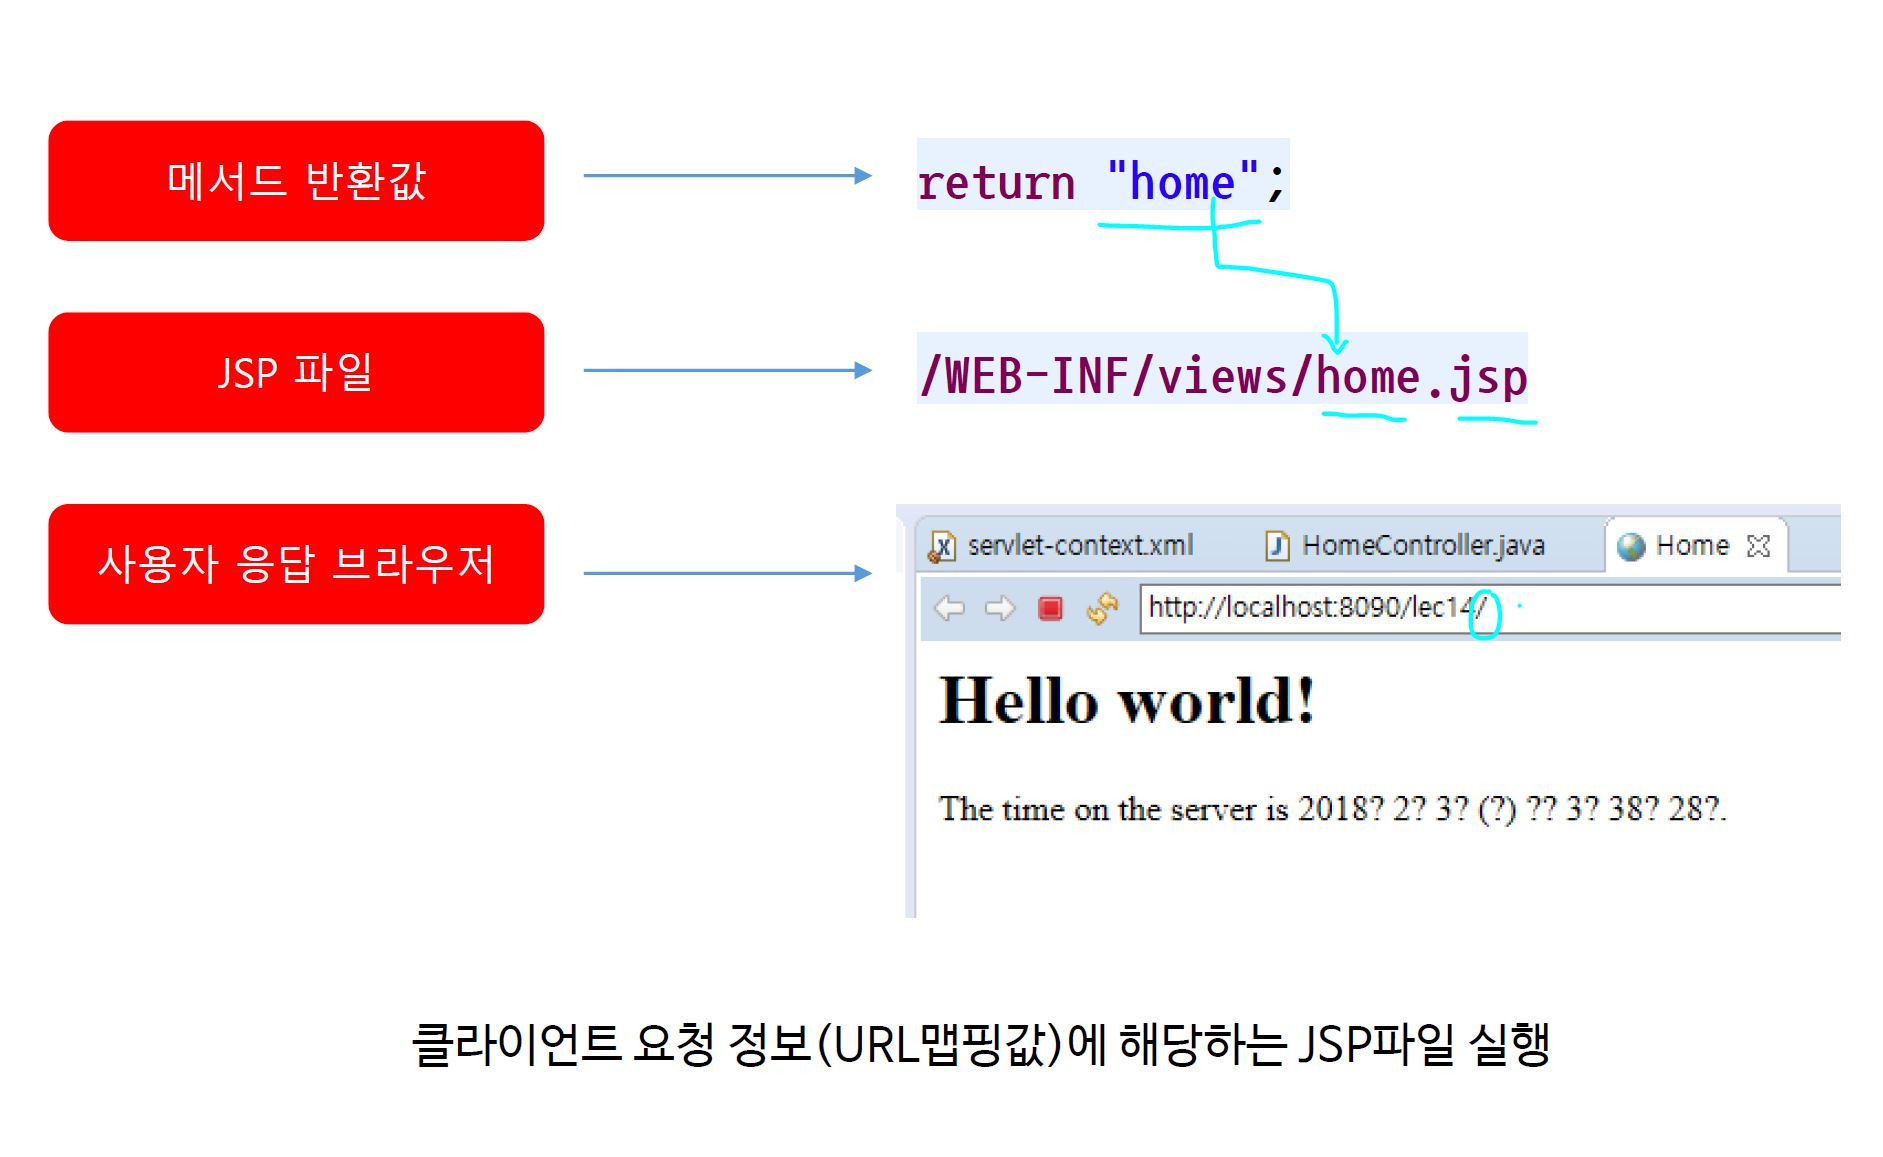 메서드 반환값
return "home";
JSP 파일
/WEB-INF/views/home.jsp
사용자 응답 브라우저
servlet-context.xml HomeController.java Home
http://localhost:8090/lec14/
Hello world!
The time on the server is 2018? 2? 3? (?) ?? 3? 38? 28?.
클라이언트 요청 정보(URL맵핑값)에 해당하는 JSP파일 실행